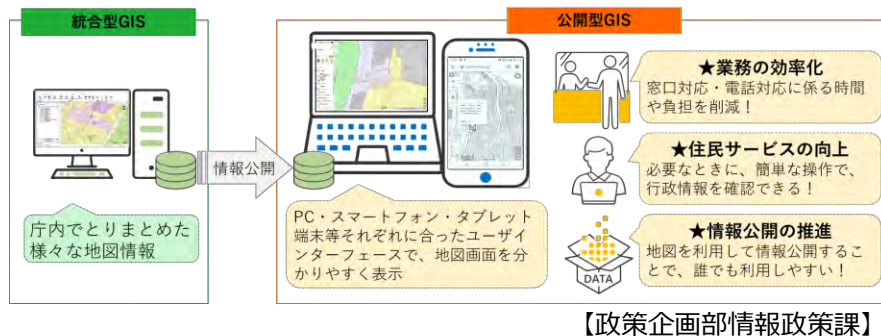 統合型GIS
公開型GIS
★業務の効率化
窓口対応・電話対応に係る時間
や負担を削減！
情報公開
★住民サービスの向上
必要なときに、簡単な操作で、
行政情報を確認できる！
庁内でとりまとめた
様々な地図情報
PC・スマートフォン・タブレット
端末等それぞれに合ったユーザイ
ンターフェースで、地図画面を分
かりやすく表示
★情報公開の推進
地図を利用して情報公開するこ
とで、誰でも利用しやすい！
DATA
【政策企画部情報政策課】